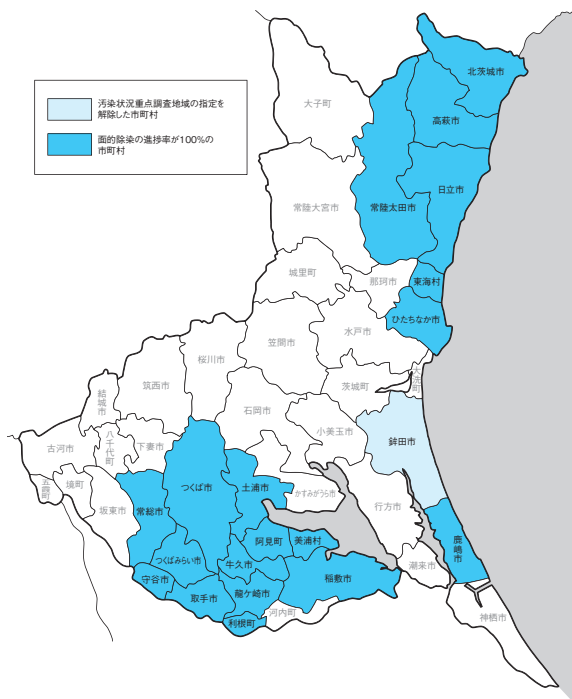 汚染状況重点調査地域の指定を
解除した市町村
面的除染の進捗率が100%の
市町村
北茨城市
大子町
高萩市
日立市
常陸大宮市
常陸太田市
城里町
那珂市
東海村
ひたちなか市
水戸市
笠間市
桜川市
大洗町
茨城町
筑西市
結城市
石岡市
小美玉市
鉾田市
八千代町
下妻市
古河市
つくば市
土浦市
五霞町
境町
かすみがうら市
坂東市
常総市
行方市
阿見町
美浦村
鹿嶋市
つくばみらい市
牛久市
潮来市
守谷市
稲敷市
取手市
龍ケ崎市
河内町
利根町
神栖市